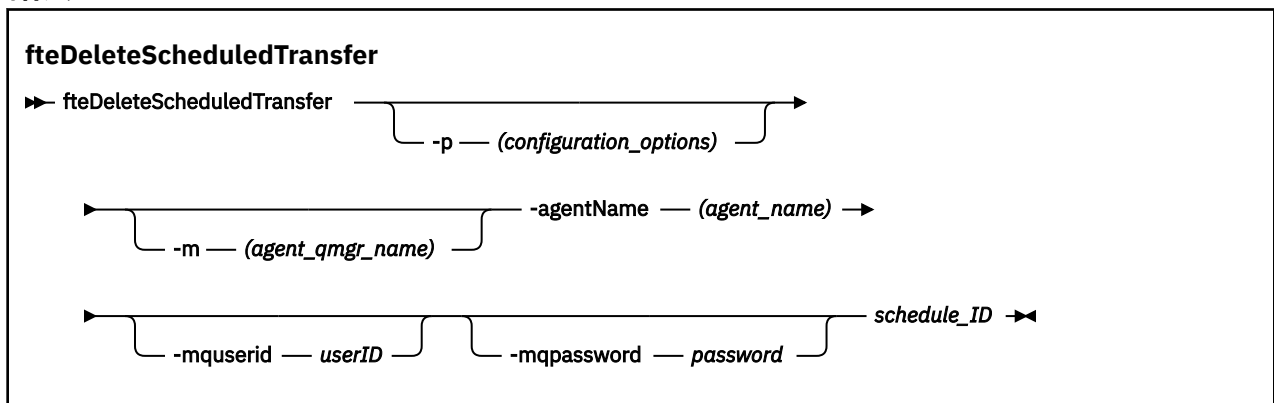 fteDeleteScheduledTransfer
fteDeleteScheduledTransfer
-p (configuration_options)
-agentName (agent_name)
-m (agent_qmgr_name)
schedule_ID
-mquserid userID -mqpassword password